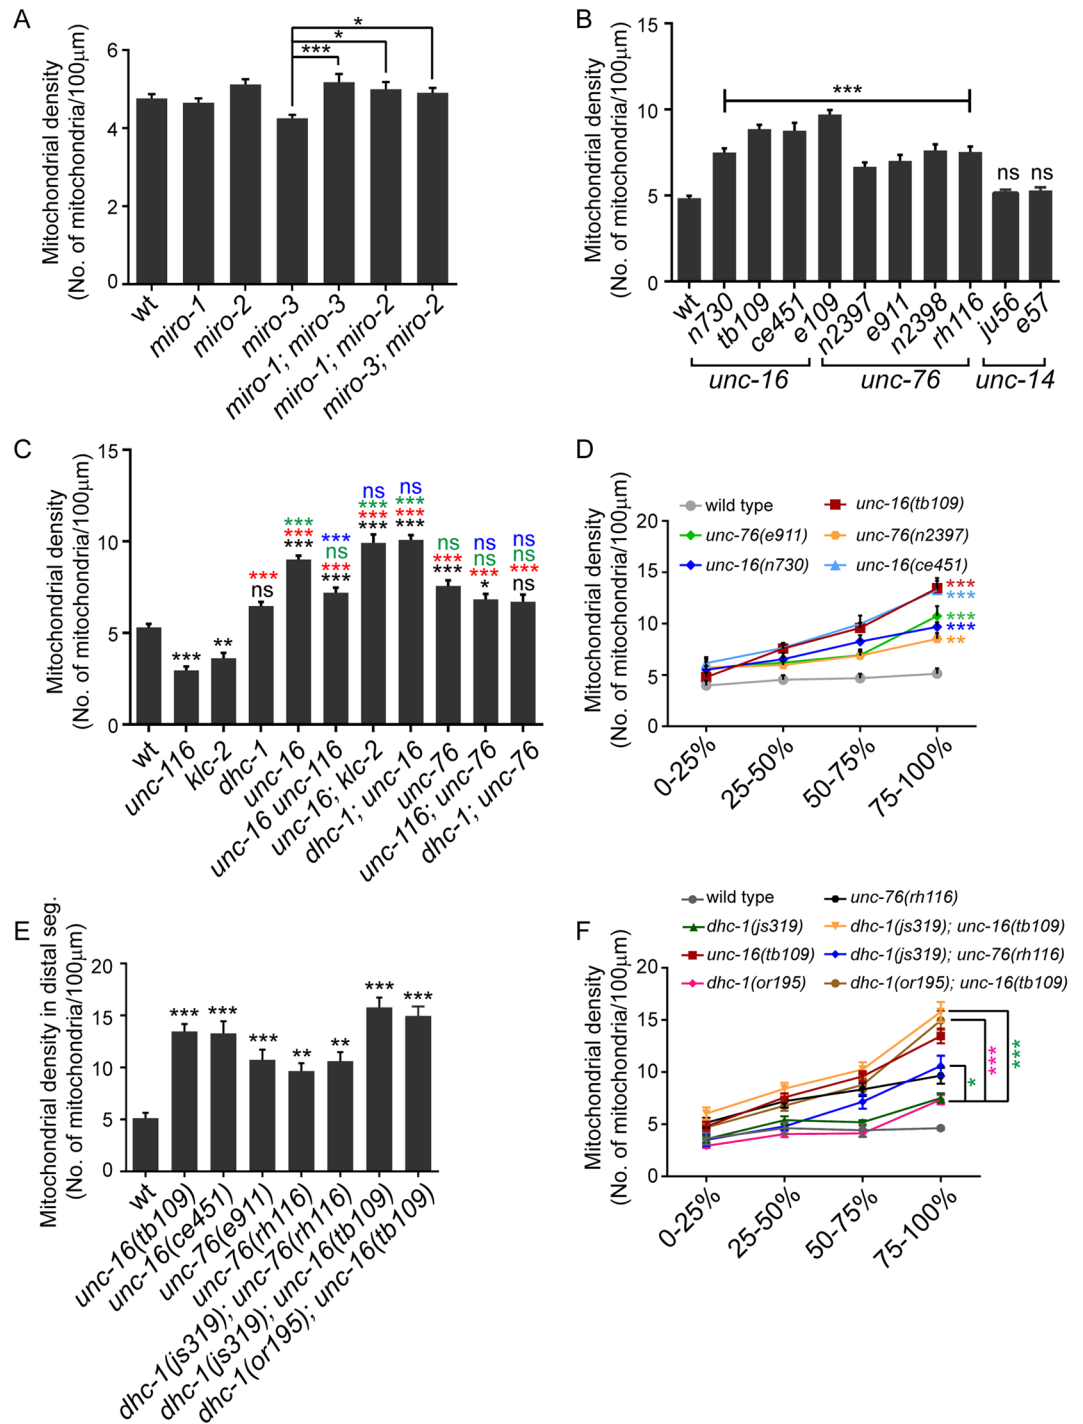 A
Mitochondrial density
(No. of mitochondria/100µm)
6
4
2
0
***
*
*
wt
miro-1
miro-2
miro-3
miro-1; miro-3
miro-1; miro-2
miro-3; miro-2
B
Mitochondrial density
(No. of mitochondria/100µm)
15
10
5
0
***
ns ns
wt
n730
tb109
ce451
e109
n2397
e911
n2398
rh116
ju56
e57
unc-16 unc-76 unc-14
C
Mitochondrial density
(No. of mitochondria/100µm)
15
10
5
0
***
**
***
ns
***
***
***
***
ns
***
***
ns
***
***
***
ns
***
***
***
ns
***
***
ns
ns
***
*
ns
ns
***
ns
wt
unc-116
klc-2
dhc-1
unc-16
unc-16 unc-116
unc-16; klc-2
dhc-1; unc-16
unc-76
unc-116; unc-76
dhc-1; unc-76
D
wild type
unc-16(tb109)
unc-76(e911)
unc-76(n2397)
unc-16(n730)
unc-16(ce451)
Mitochondrial density
(No. of mitochondria/100µm)
20
15
10
5
0
***
***
***
***
**
0-25%
25-50%
50-75%
75-100%
E
Mitochondrial density in distal seg.
(No. of mitochondria/100µm)
20
15
10
5
0
***
***
***
**
**
***
***
wt
unc-16(tb109)
unc-16(ce451)
unc-76(e911)
unc-76(rh116)
dhc-1(js319); unc-76(rh116)
dhc-1(js319); unc-16(tb109)
dhc-1(or195); unc-16(tb109)
F
wild type
unc-76(rh116)
dhc-1(js319)
dhc-1(js319); unc-16(tb109)
unc-16(tb109)
dhc-1(js319); unc-76(rh116)
dhc-1(or195)
dhc-1(or195); unc-16(tb109)
Mitochondrial density
(No. of mitochondria/100µm)
20
15
10
5
0
*
***
***
0-25%
25-50%
50-75%
75-100%